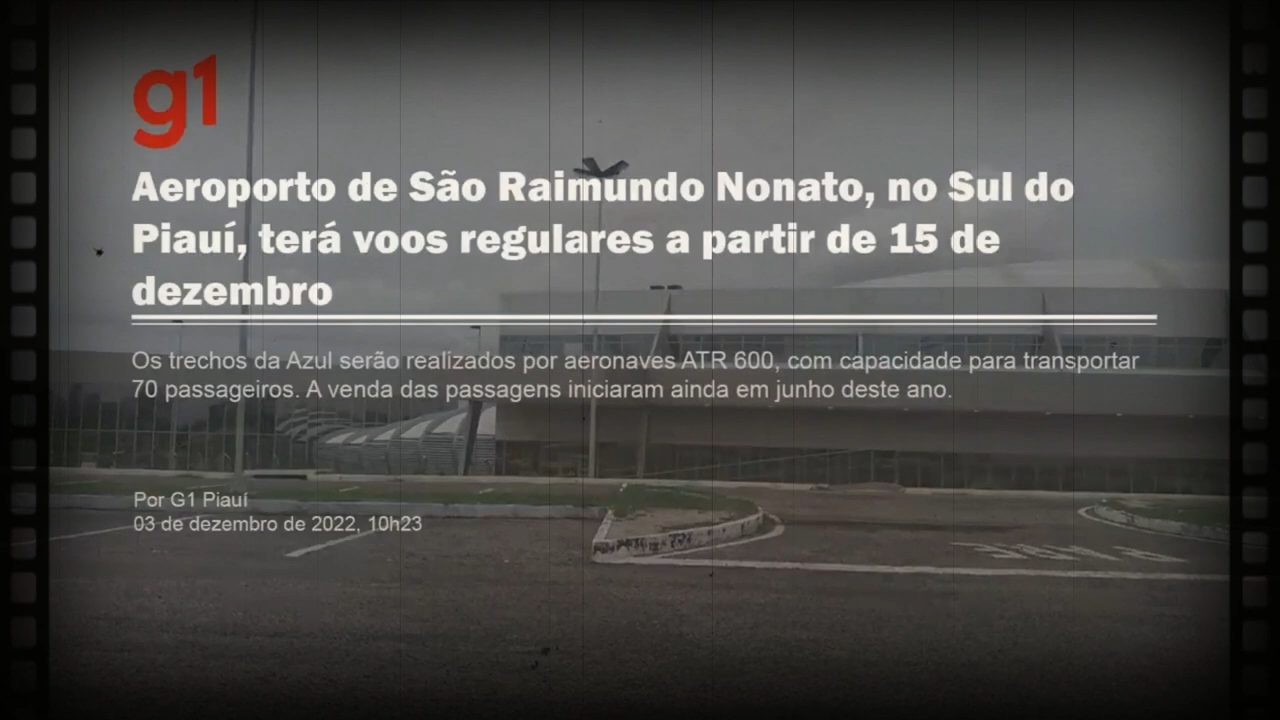 g1
Aeroporto de São Raimundo Nonato, no Sul do
Piauí, terá voos regulares a partir de 15 de
dezembro
Os trechos da Azul serão realizados por aeronaves ATR 600, com capacidade para transportar
70 passageiros. A venda das passagens iniciaram ainda em junho deste ano.
Por G1 Piauí
03 de dezembro de 2022, 10h23